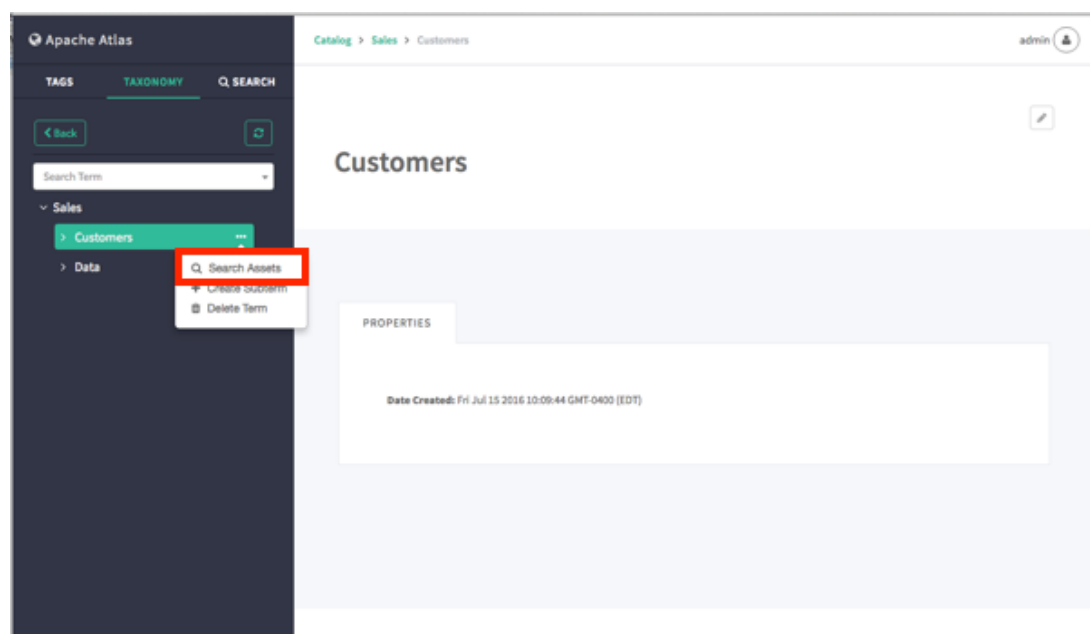 Apache Atlas
Catalog > Sales > Customers
admin
TAGS TAXONOMY SEARCH
Back
Search Term
Sales
Customers ...
Data
Search Assets
Create Subterm
Delete Term
Customers
PROPERTIES
Date Created: Fri Jul 15 2016 10:09:44 GMT-0400 (EDT)